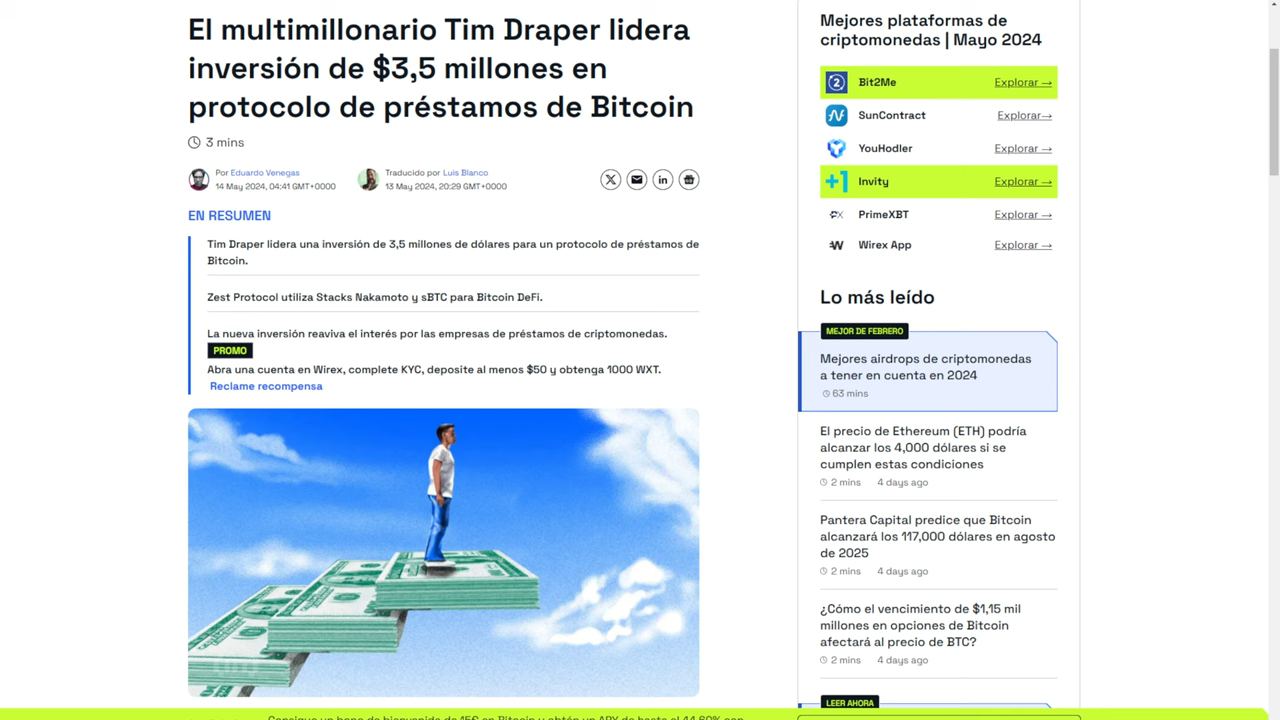 El multimillonario Tim Draper lidera
inversión de $3,5 millones en
protocolo de préstamos de Bitcoin
3 mins
Por Eduardo Venegas
14 May 2024, 04:41 GMT+0000
Traducido por Luis Blanco
13 May 2024, 20:29 GMT+0000
EN RESUMEN
Tim Draper lidera una inversión de 3,5 millones de dólares para un protocolo de préstamos de
Bitcoin.
Zest Protocol utiliza Stacks Nakamoto y sBTC para Bitcoin DeFi.
La nueva inversión reaviva el interés por las empresas de préstamos de criptomonedas.
PROMO
Abra una cuenta en Wirex, complete KYC, deposite al menos $50 y obtenga 1000 WXT.
Reclame recompensa
Mejores plataformas de
criptomonedas | Mayo 2024
Bit2Me Explorar →
SunContract Explorar→
YouHodler Explorar →
Invity Explorar →
PrimeXBT Explorar →
Wirex App Explorar →
Lo más leído
MEJOR DE FEBRERO
Mejores airdrops de criptomonedas
a tener en cuenta en 2024
63 mins
El precio de Ethereum (ETH) podría
alcanzar los 4,000 dólares si se
cumplen estas condiciones
2 mins 4 days ago
Pantera Capital predice que Bitcoin
alcanzará los 117,000 dólares en agosto
de 2025
2 mins 4 days ago
¿Cómo el vencimiento de $1,15 mil
millones en opciones de Bitcoin
afectará al precio de BTC?
2 mins 4 days ago
LEER AHORA